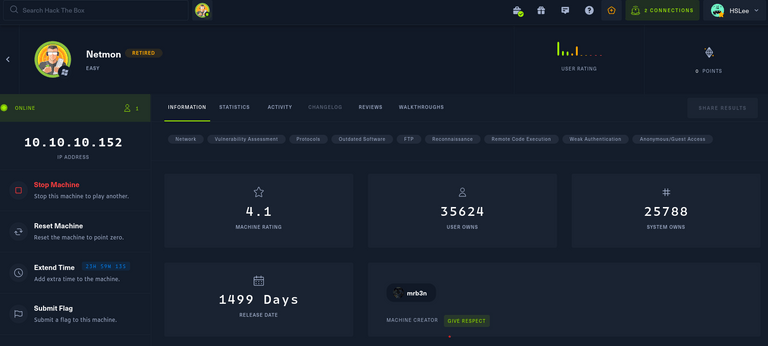 Search Hack The Box
2 CONNECTIONS
HSLee
Netmon RETIRED
EASY
USER RATING
0 POINTS
ONLINE 1
INFORMATION STATISTICS ACTIVITY CHANGELOG REVIEWS WALKTHROUGHS
SHARE RESULTS
10.10.10.152
IP ADDRESS
Network Vulnerability Assessment Protocols Outdated Software FTP Reconnaissance Remote Code Execution Weak Authentication Anonymous/Guest Access
Stop Machine
Stop this machine to play another.
4.1
MACHINE RATING
35624
USER OWNS
25788
SYSTEM OWNS
Reset Machine
Reset the machine to point zero.
Extend Time 23H 59M 13S
Add extra time to the machine.
1499 Days
RELEASE DATE
mrb3n
MACHINE CREATOR GIVE RESPECT
Submit Flag
Submit a flag to this machine.